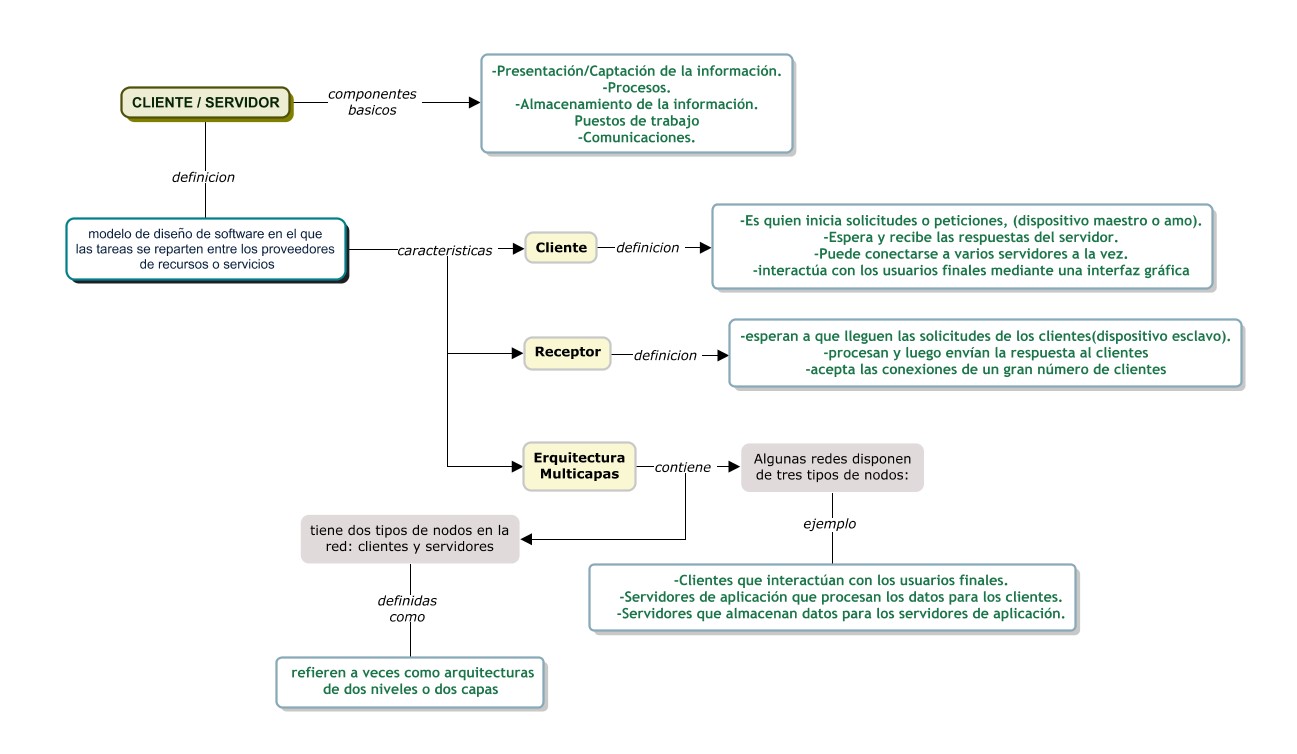 -Presentación/Captación de la información.
-Procesos.
-Almacenamiento de la información.
Puestos de trabajo
-Comunicaciones.
CLIENTE / SERVIDOR
componentes
basicos
definicion
modelo de diseño de software en el que
las tareas se reparten entre los proveedores
de recursos o servicios
caracteristicas
Cliente
definicion
-Es quien inicia solicitudes o peticiones, (dispositivo maestro o amo).
-Espera y recibe las respuestas del servidor.
-Puede conectarse a varios servidores a la vez.
-interactúa con los usuarios finales mediante una interfaz gráfica
Receptor
definicion
-esperan a que lleguen las solicitudes de los clientes(dispositivo esclavo).
-procesan y luego envían la respuesta al clientes
-acepta las conexiones de un gran número de clientes
Erquitectura
Multicapas
contiene
Algunas redes disponen
de tres tipos de nodos:
ejemplo
-Clientes que interactúan con los usuarios finales.
-Servidores de aplicación que procesan los datos para los clientes.
-Servidores que almacenan datos para los servidores de aplicación.
tiene dos tipos de nodos en la
red: clientes y servidores
definidas
como
refieren a veces como arquitecturas
de dos niveles o dos capas